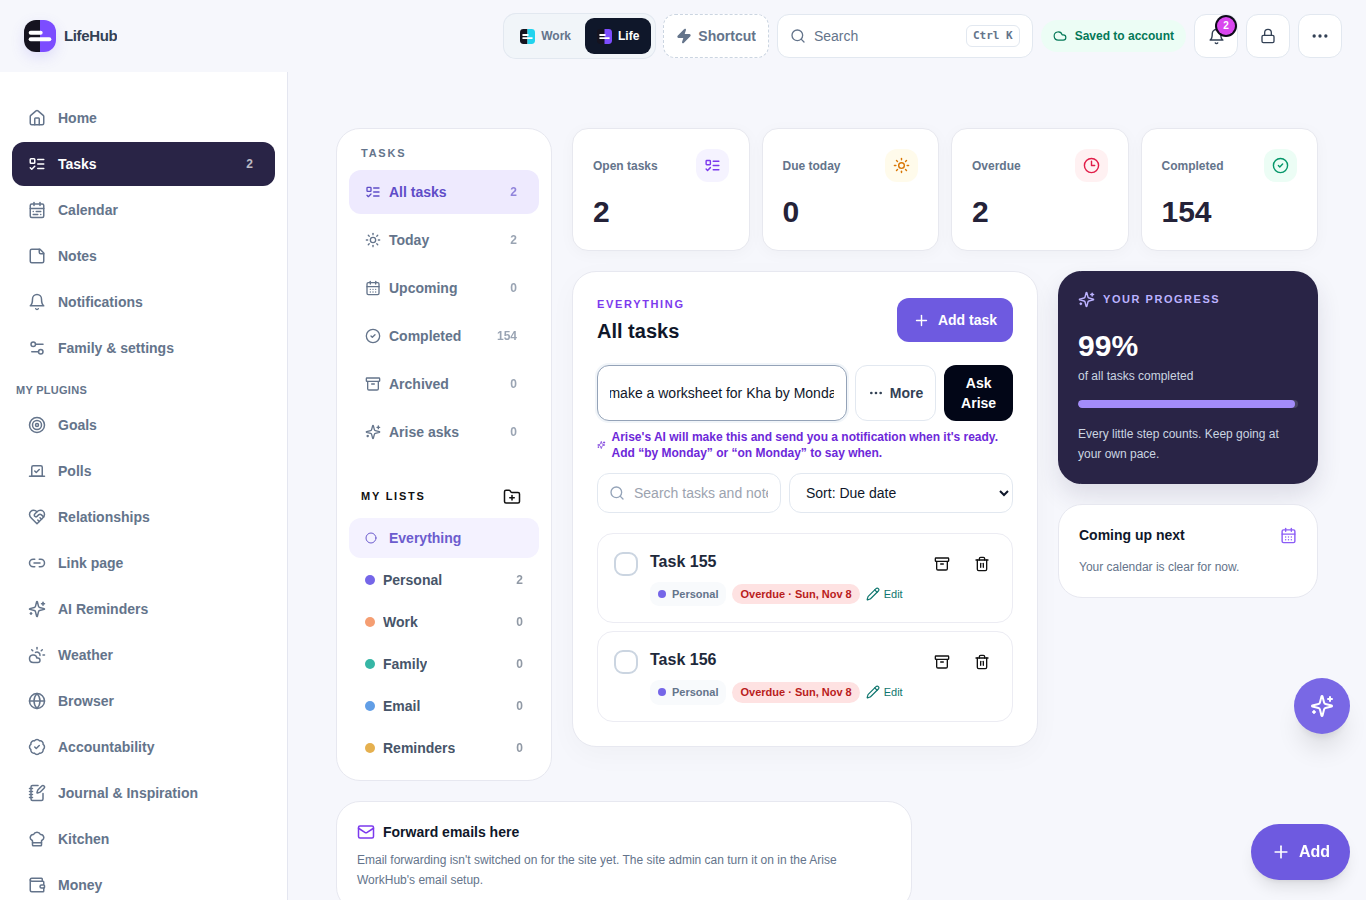 LifeHub
Work
Life
Shortcut
Search
Ctrl K
Saved to account
2
Home
Tasks
2
Calendar
Notes
Notifications
Family & settings
MY PLUGINS
Goals
Polls
Relationships
Link page
AI Reminders
Weather
Browser
Accountability
Journal & Inspiration
Kitchen
Money
TASKS
All tasks
2
Today
2
Upcoming
0
Completed
154
Archived
0
Arise asks
0
MY LISTS
Everything
Personal
2
Work
0
Family
0
Email
0
Reminders
0
Open tasks
2
Due today
0
Overdue
2
Completed
154
EVERYTHING
All tasks
Add task
make a worksheet for Kha by Monda
More
Ask
Arise
Arise's AI will make this and send you a notification when it's ready.
Add “by Monday” or “on Monday” to say when.
Search tasks and note
Sort: Due date
Task 155
Personal
Overdue · Sun, Nov 8
Edit
Task 156
Personal
Overdue · Sun, Nov 8
Edit
YOUR PROGRESS
99%
of all tasks completed
Every little step counts. Keep going at
your own pace.
Coming up next
Your calendar is clear for now.
Forward emails here
Email forwarding isn't switched on for the site yet. The site admin can turn it on in the Arise
WorkHub's email setup.
Add